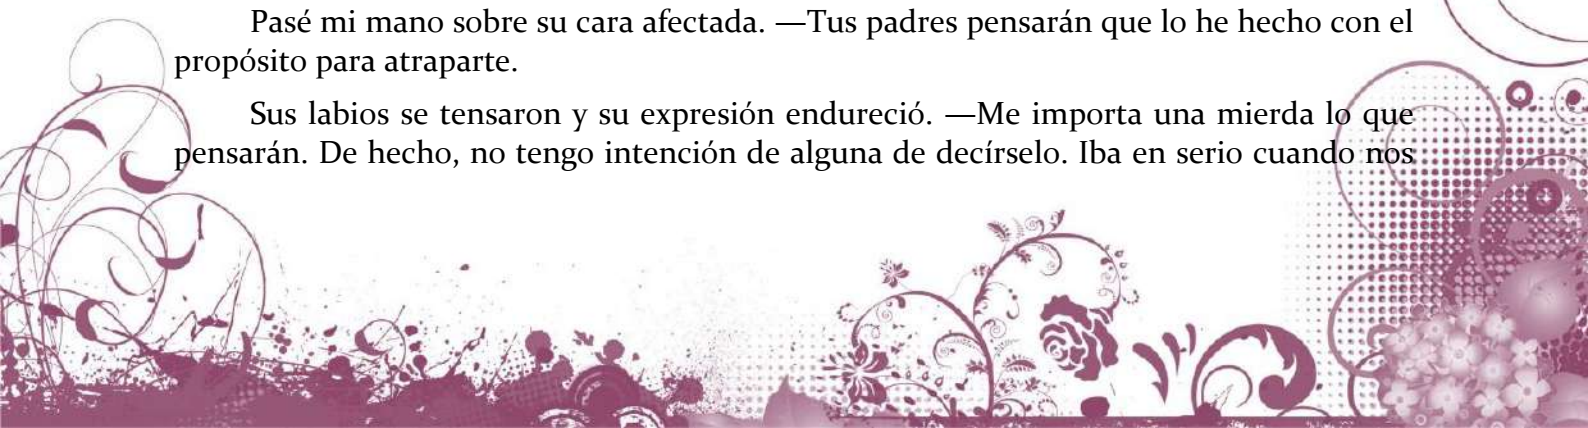 Pasé mi mano sobre su cara afectada. —Tus padres pensarán que lo he hecho con el
propósito para atraparte.
Sus labios se tensaron y su expresión endureció. —Me importa una mierda lo que
pensarán. De hecho, no tengo intención de alguna de decírselo. Iba en serio cuando nos